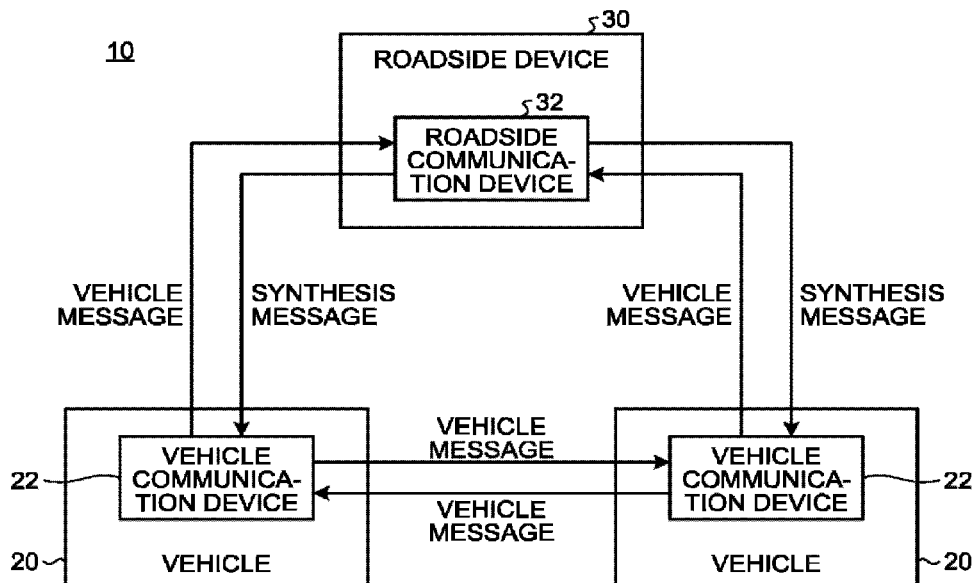 10
30
ROADSIDE DEVICE
32
ROADSIDE
COMMUNICA-
TION DEVICE
VEHICLE
MESSAGE
SYNTHESIS
MESSAGE
VEHICLE
MESSAGE
SYNTHESIS
MESSAGE
VEHICLE
MESSAGE
VEHICLE
MESSAGE
22
VEHICLE
COMMUNICA-
TION DEVICE
VEHICLE
COMMUNICA-
TION DEVICE
22
20
VEHICLE
VEHICLE
20